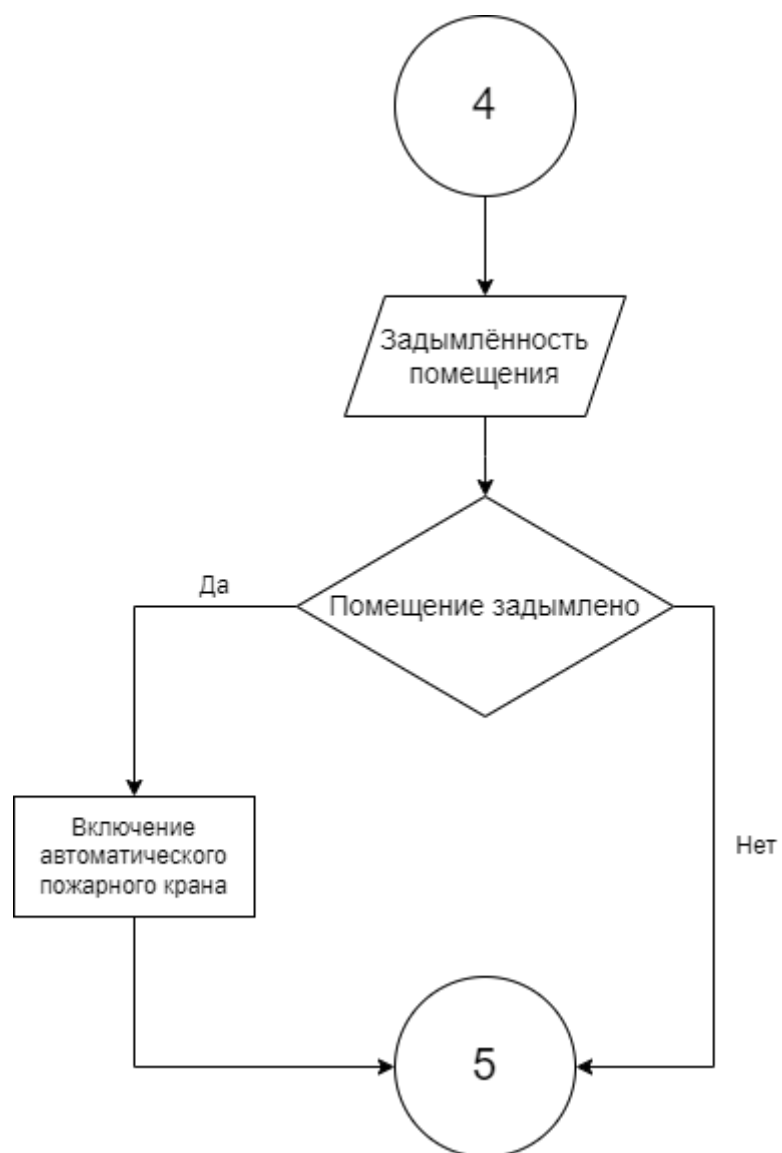 4
Задымлённость
помещения
Да
Помещение задымлено
Включение
автоматического
пожарного крана
Нет
5